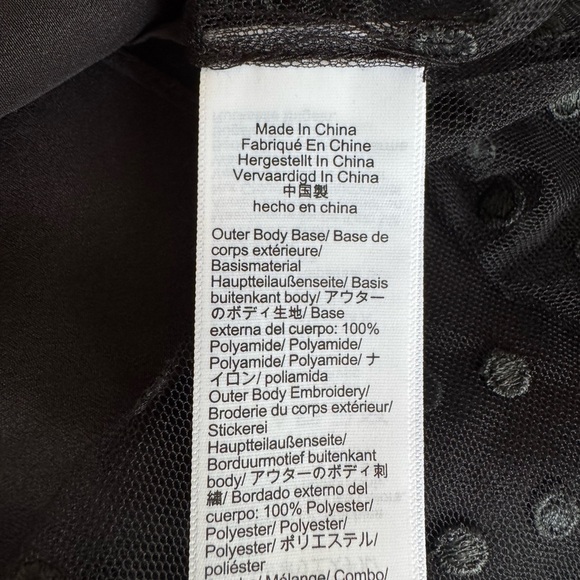 Made In China
Fabriqué En Chine
Hergestellt In China
Vervaardigd In China
中国製
hecho en china
Outer Body Base/ Base de
corps extérieure/
Basismaterial
Hauptteilaußenseite/ Basis
buitenkant body/ アウター
のボディ生地/ Base
externa del cuerpo: 100%
Polyamide/ Polyamide/
Polyamide/ Polyamide/ ナ
イロン/ poliamida
Outer Body Embroidery/
Broderie du corps extérieur/
Stickerei
Hauptteilaußenseite/
Borduurmotief buitenkant
body/ アウターのボディ刺
繍/ Bordado externo del
cuerpo: 100% Polyester/
Polyester/ Polyester/
Polyester/ ポリエステル/
poliéster
Mélange/ Combo/